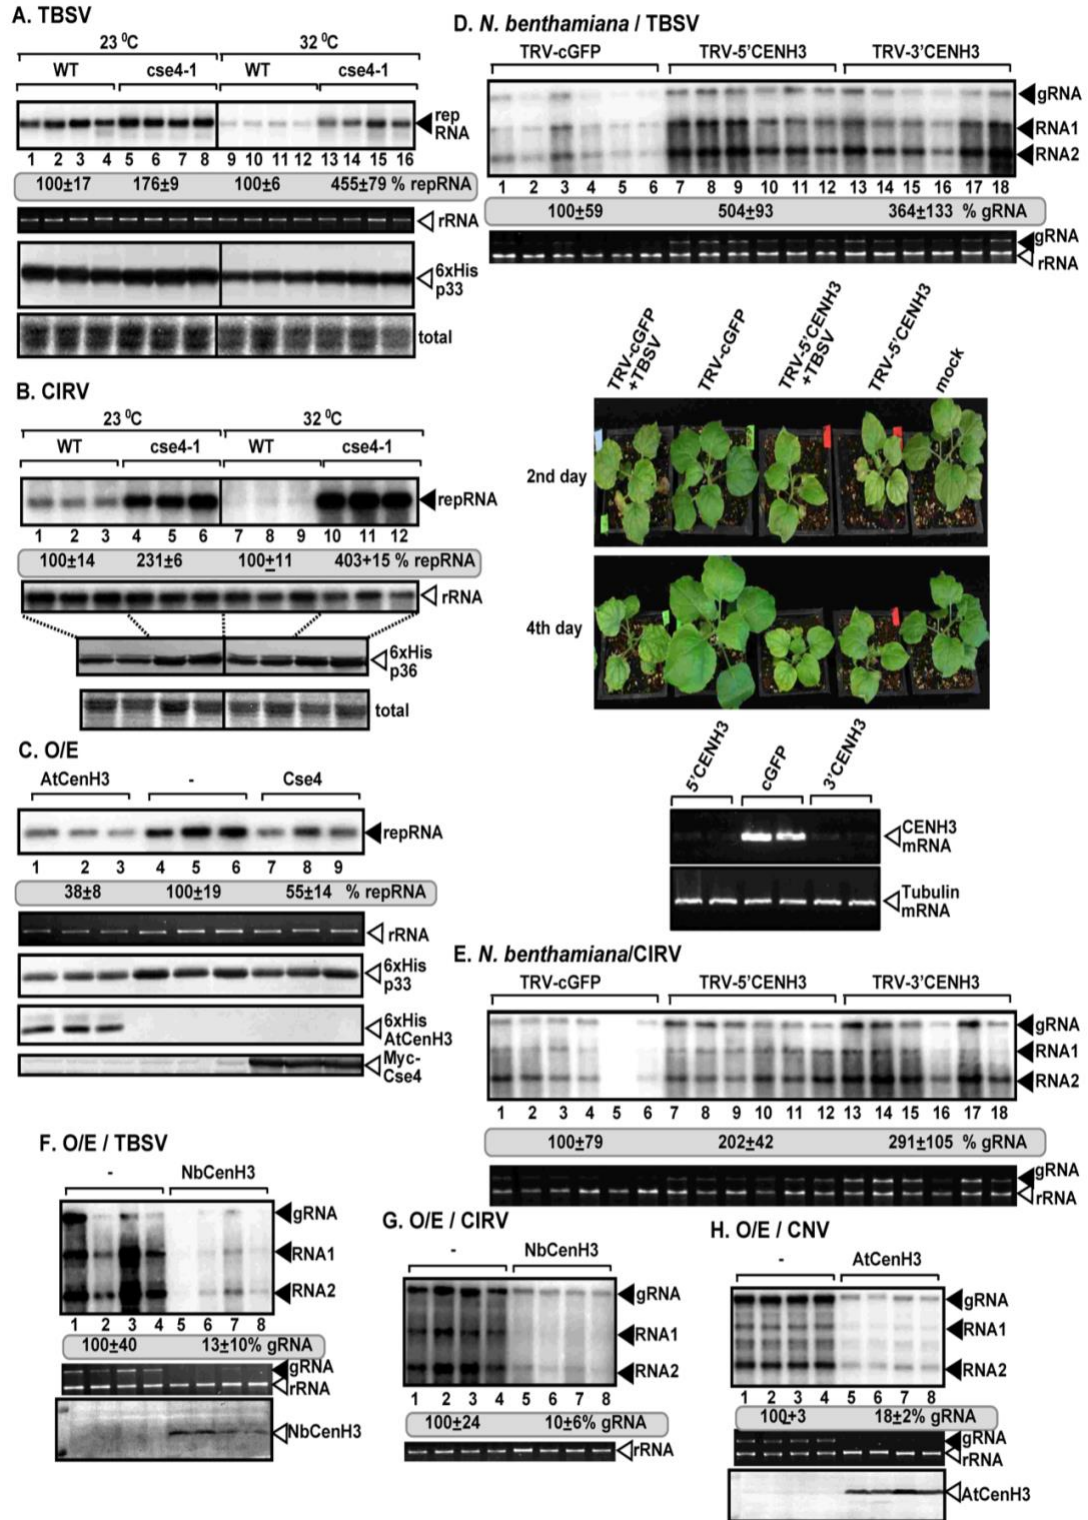 A. TBSV
23 ⁰C 32 ⁰C
WT cse4-1 WT cse4-1
rep
RNA
1 2 3 4 5 6 7 8 9 10 11 12 13 14 15 16
100±17 176±9 100±6 455±79 % repRNA
rRNA
6xHis
p33
total
B. CIRV
23 ⁰C 32 ⁰C
WT cse4-1 WT cse4-1
repRNA
1 2 3 4 5 6 7 8 9 10 11 12
100±14 231±6 100±11 403+15 % repRNA
rRNA
6xHis
p36
total
C. O/E
AtCenH3 - Cse4
repRNA
1 2 3 4 5 6 7 8 9
38±8 100±19 55±14 % repRNA
rRNA
6xHis
p33
6xHis
AtCenH3
Myc-
Cse4
D. N. benthamiana / TBSV
TRV-cGFP TRV-5'CENH3 TRV-3'CENH3
gRNA
RNA1
RNA2
1 2 3 4 5 6 7 8 9 10 11 12 13 14 15 16 17 18
100±59 504±93 364±133 % gRNA
gRNA
rRNA
TRV-cGFP
+TBSV
TRV-cGFP
TRV-5'CENH3
+TBSV
TRV-5'CENH3
mock
2nd day
4th day
5'CENH3 cGFP 3'CENH3
CENH3
mRNA
Tubulin
mRNA
E. N. benthamiana/CIRV
TRV-cGFP TRV-5'CENH3 TRV-3'CENH3
gRNA
RNA1
RNA2
1 2 3 4 5 6 7 8 9 10 11 12 13 14 15 16 17 18
100±79 202±42 291±105 % gRNA
gRNA
rRNA
F. O/E / TBSV
- NbCenH3
gRNA
RNA1
RNA2
1 2 3 4 5 6 7 8
100±40 13±10% gRNA
gRNA
rRNA
NbCenH3
G. O/E / CIRV
- NbCenH3
gRNA
RNA1
RNA2
1 2 3 4 5 6 7 8
100±24 10±6% gRNA
rRNA
H. O/E / CNV
- AtCenH3
gRNA
RNA1
RNA2
1 2 3 4 5 6 7 8
100±3 18±2% gRNA
gRNA
rRNA
AtCenH3